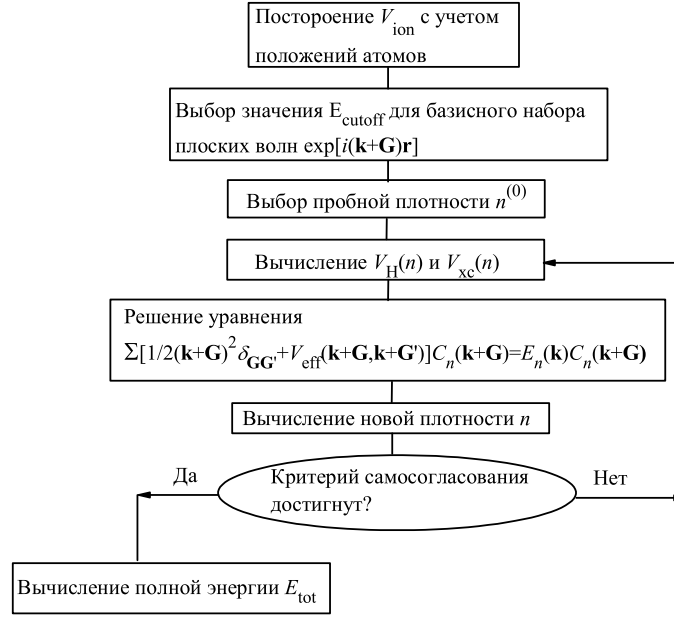 Постороение V_ion с учетом
положений атомов
Выбор значения E_cutoff для базисного набора
плоских волн exp[i(k+G)r]
Выбор пробной плотности n^(0)
Вычисление V_H(n) и V_xc(n)
Решение уравнения
Σ[1/2(k+G)^2 δ_GG'+V_eff(k+G,k+G')]C_n(k+G)=E_n(k)C_n(k+G)
Вычисление новой плотности n
Критерий самосогласования
достигнут?
Да
Нет
Вычисление полной энергии E_tot